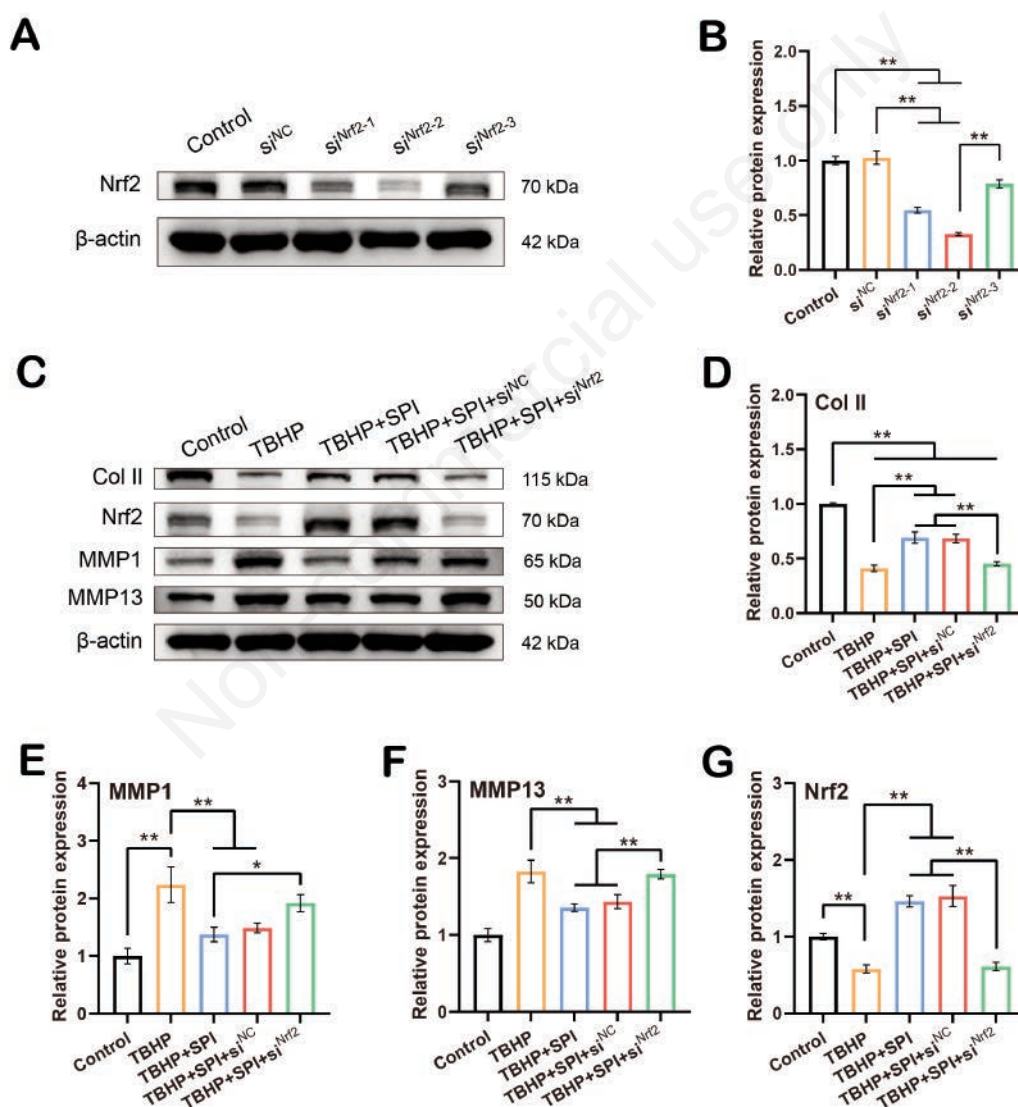 A
Control
si^NC
si^Nrf2-1
si^Nrf2-2
si^Nrf2-3
Nrf2
70 kDa
β-actin
42 kDa
B
Relative protein expression
2.0
1.5
1.0
0.5
0.0
**
**
**
Control
si^NC
si^Nrf2-1
si^Nrf2-2
si^Nrf2-3
C
Control
TBHP
TBHP+SPI
TBHP+SPI+si^NC
TBHP+SPI+si^Nrf2
Col II
115 kDa
Nrf2
70 kDa
MMP1
65 kDa
MMP13
50 kDa
β-actin
42 kDa
D
Col II
Relative protein expression
2.0
1.5
1.0
0.5
0.0
**
**
**
Control
TBHP
TBHP+SPI
TBHP+SPI+si^NC
TBHP+SPI+si^Nrf2
E
MMP1
Relative protein expression
4
3
2
1
0
**
**
*
Control
TBHP
TBHP+SPI
TBHP+SPI+si^NC
TBHP+SPI+si^Nrf2
F
MMP13
Relative protein expression
3
2
1
0
**
**
Control
TBHP
TBHP+SPI
TBHP+SPI+si^NC
TBHP+SPI+si^Nrf2
G
Nrf2
Relative protein expression
3
2
1
0
**
**
**
Control
TBHP
TBHP+SPI
TBHP+SPI+si^NC
TBHP+SPI+si^Nrf2
Non-commercial use only